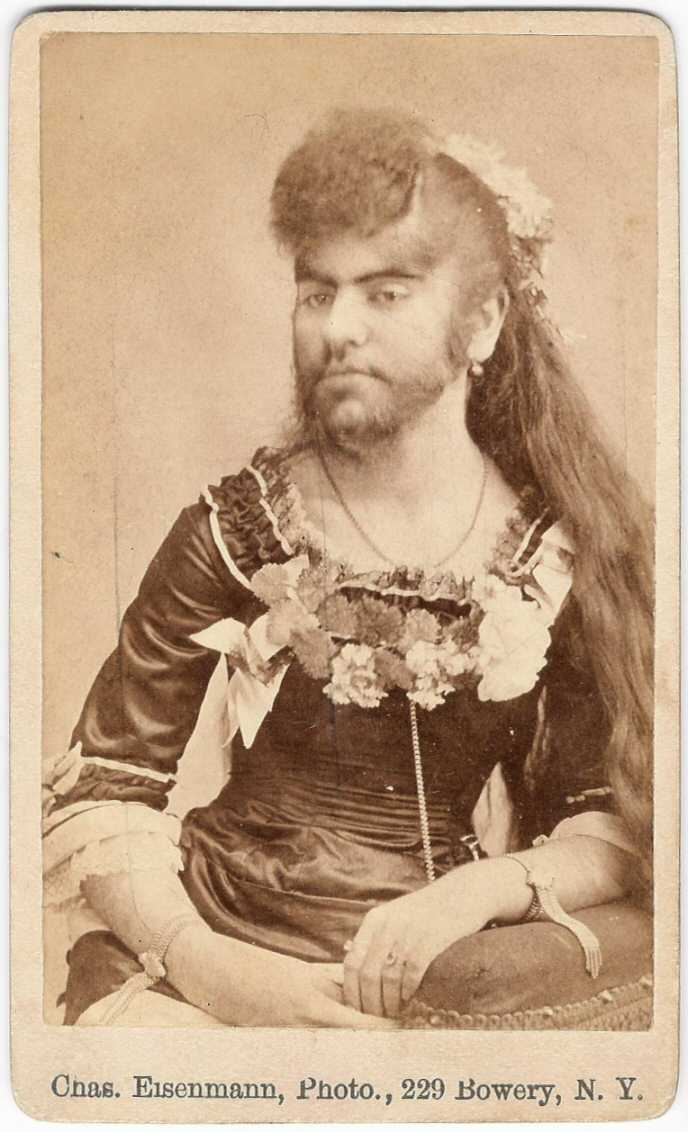 Chas. Eisenmann, Photo., 229 Bowery, N. Y.